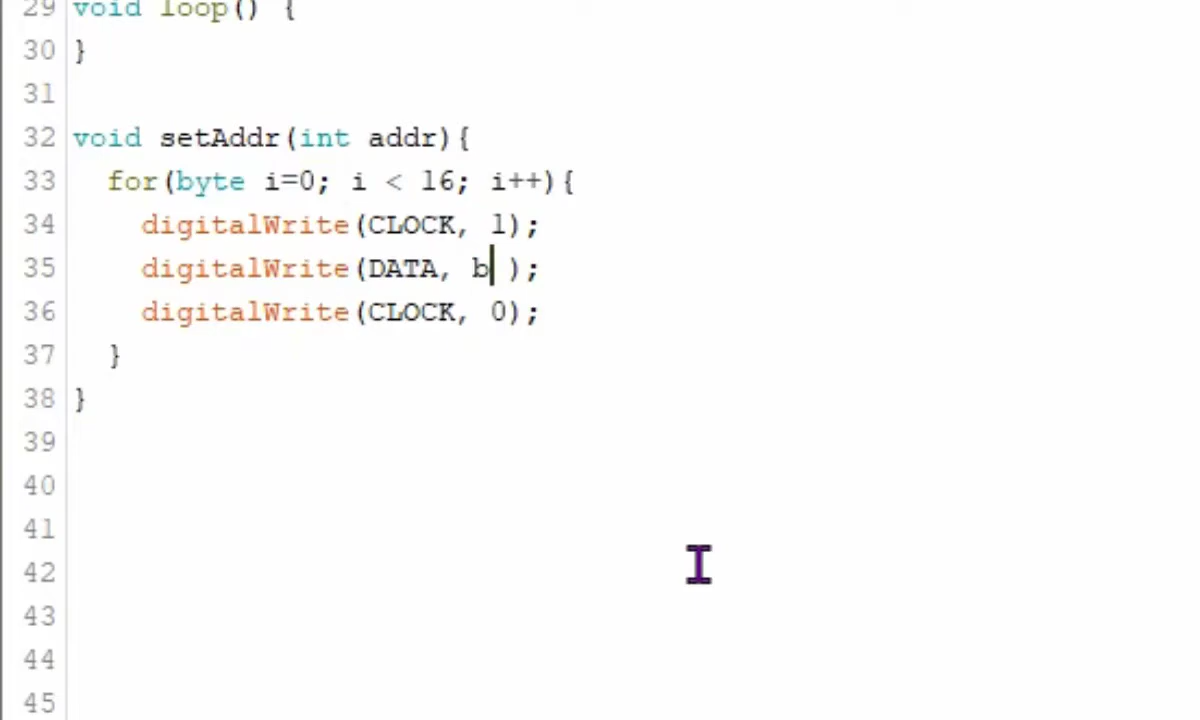 29 void loop() {
30 }
31
32 void setAddr(int addr){
33   for(byte i=0; i < 16; i++){
34     digitalWrite(CLOCK, 1);
35     digitalWrite(DATA, b );
36     digitalWrite(CLOCK, 0);
37   }
38 }
39
40
41
42
43
44
45